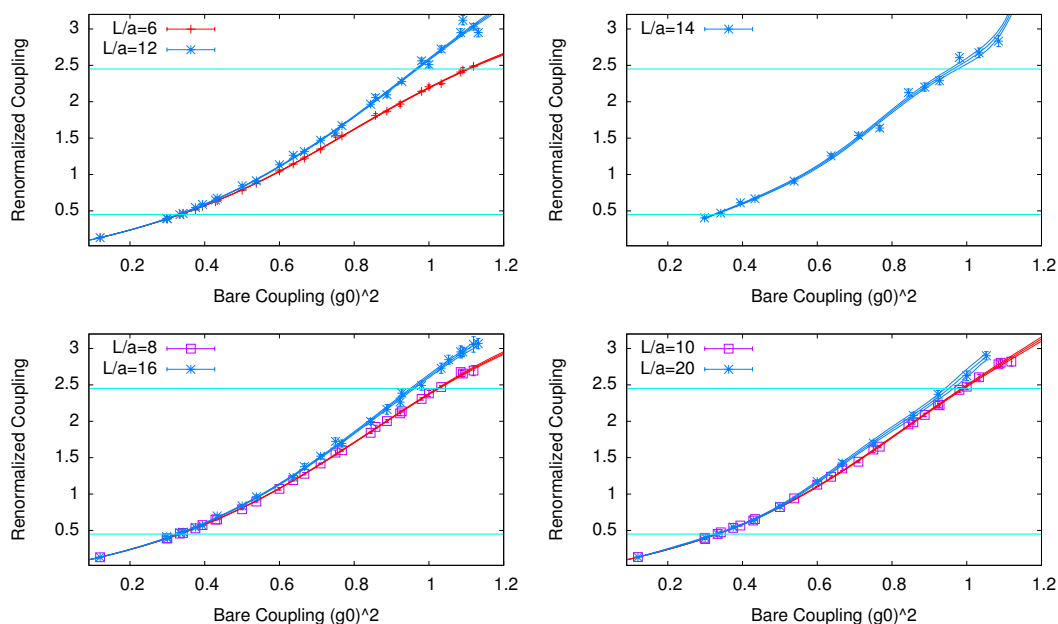 L/a=6
L/a=12
Renormalized Coupling
3
2.5
2
1.5
1
0.5
0.2 0.4 0.6 0.8 1 1.2
Bare Coupling (g0)^2
L/a=14
Renormalized Coupling
3
2.5
2
1.5
1
0.5
0.2 0.4 0.6 0.8 1 1.2
Bare Coupling (g0)^2
L/a=8
L/a=16
Renormalized Coupling
3
2.5
2
1.5
1
0.5
0.2 0.4 0.6 0.8 1 1.2
Bare Coupling (g0)^2
L/a=10
L/a=20
Renormalized Coupling
3
2.5
2
1.5
1
0.5
0.2 0.4 0.6 0.8 1 1.2
Bare Coupling (g0)^2